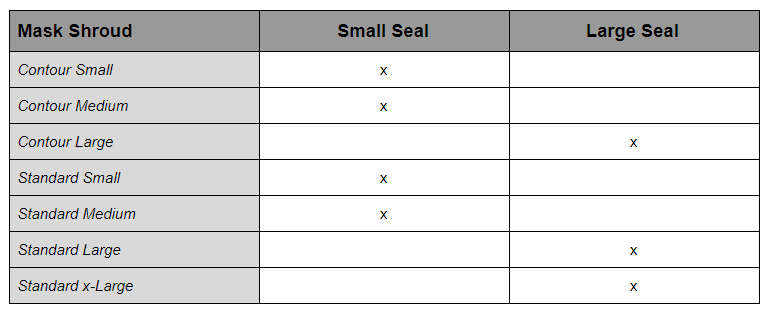 Mask Shroud Small Seal Large Seal
Contour Small x
Contour Medium x
Contour Large x
Standard Small x
Standard Medium x
Standard Large x
Standard x-Large x